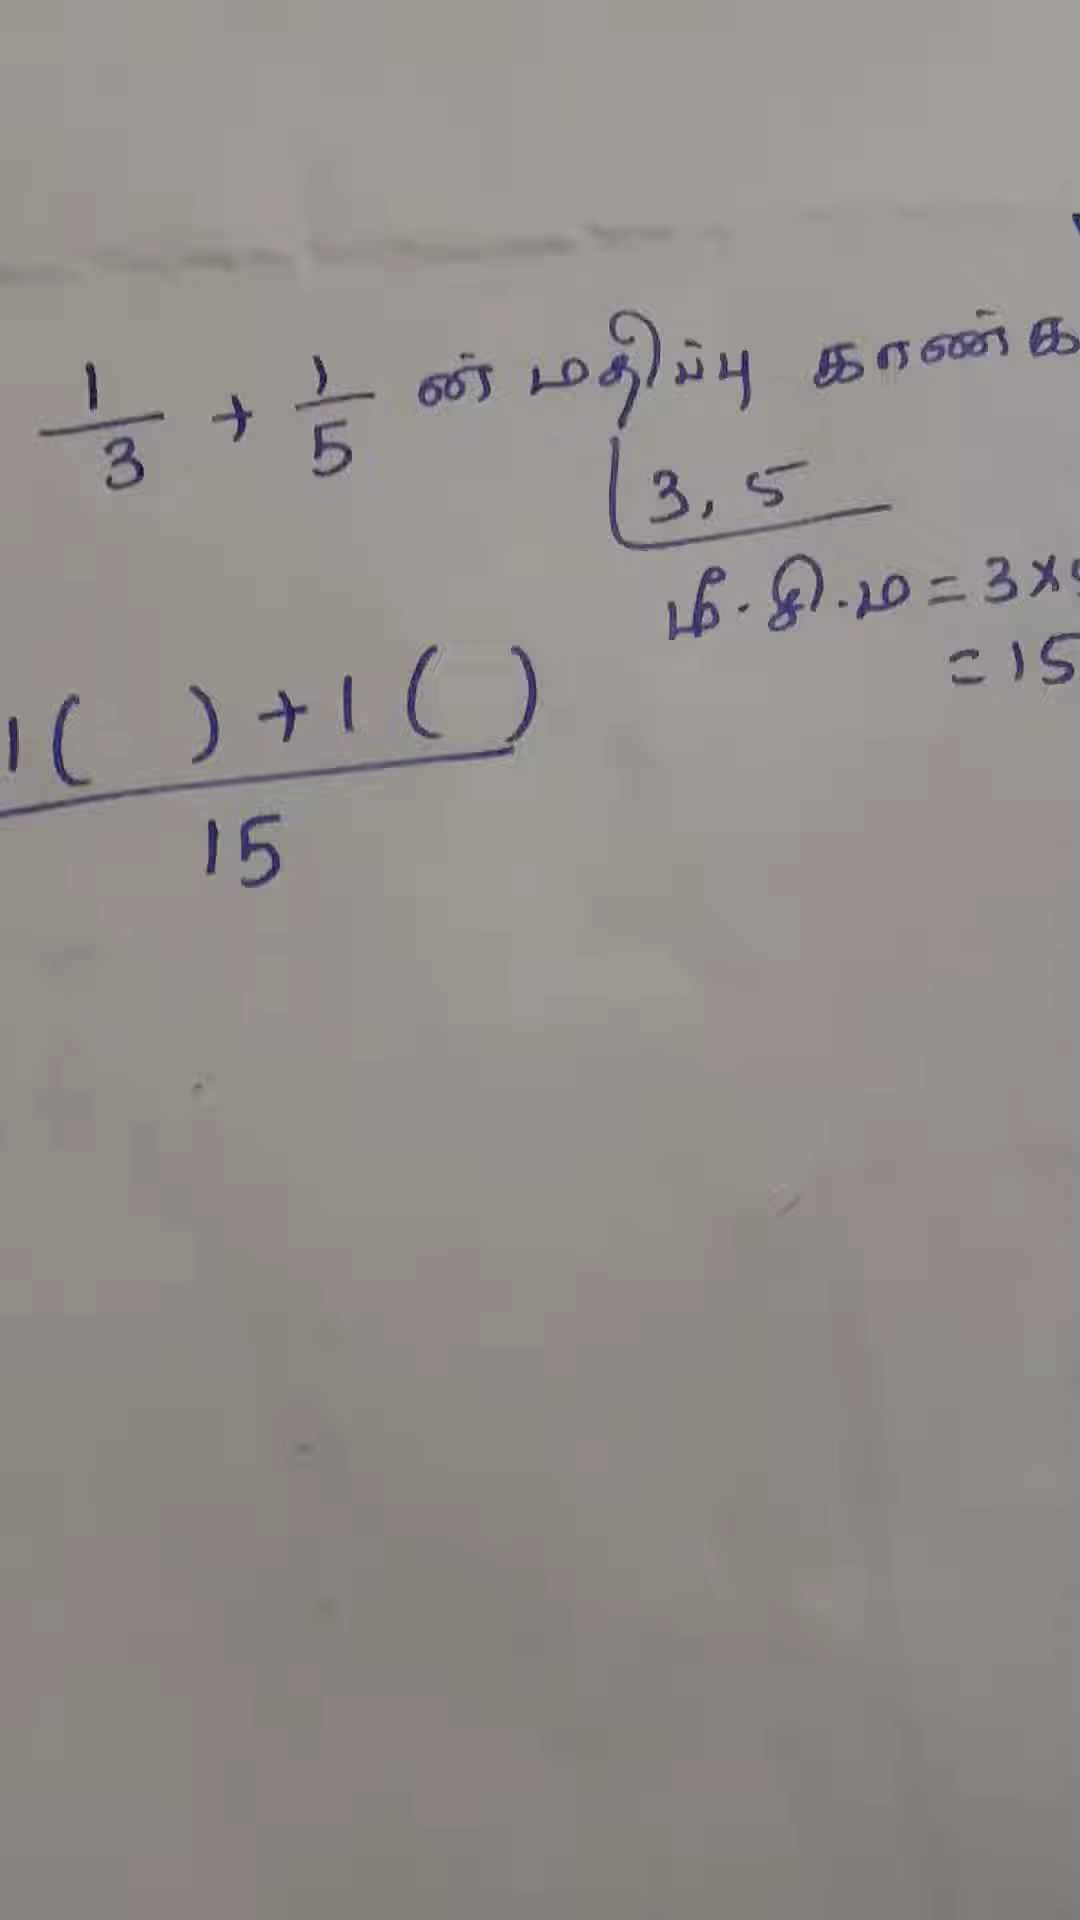 1/3 + 1/5 ன் மதிப்பு காண்க
3, 5
மீ.சி.ம = 3×
= 15
1( ) + 1( )
15